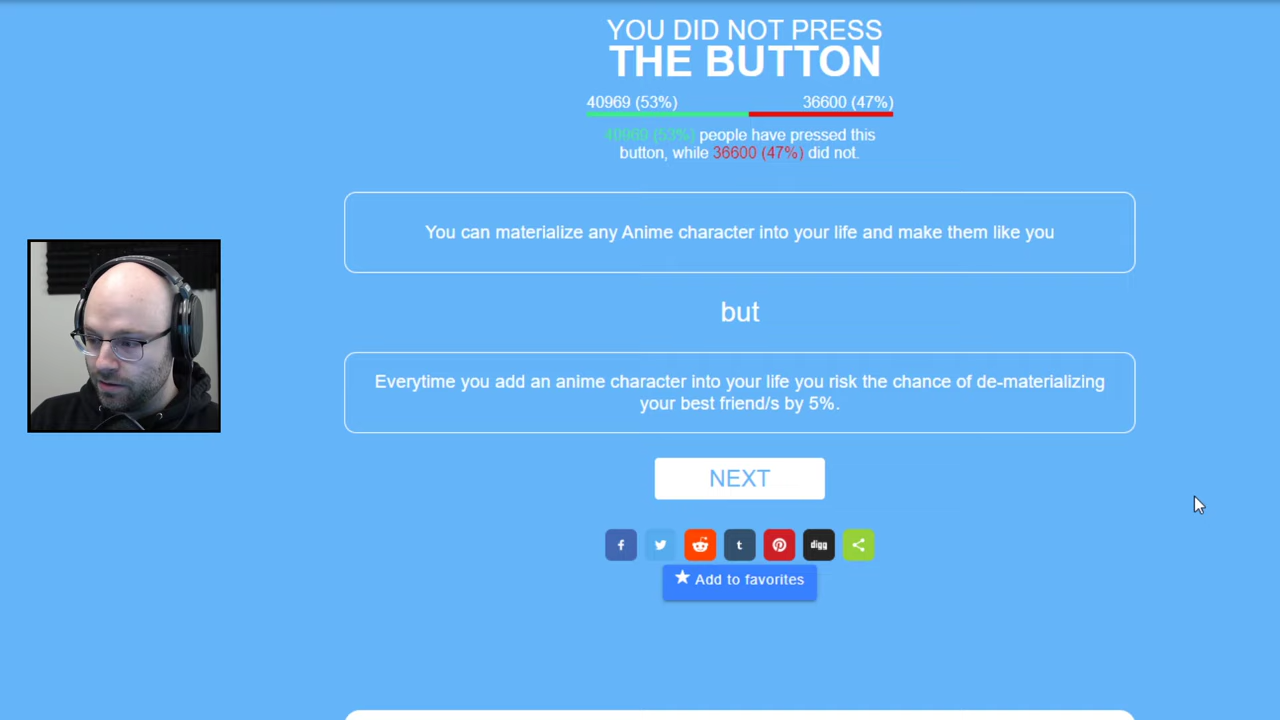 YOU DID NOT PRESS
THE BUTTON
40969 (53%) 36600 (47%)
40969 (53%) people have pressed this
button, while 36600 (47%) did not.
You can materialize any Anime character into your life and make them like you
but
Everytime you add an anime character into your life you risk the chance of de-materializing
your best friend/s by 5%.
NEXT
f t digg
Add to favorites